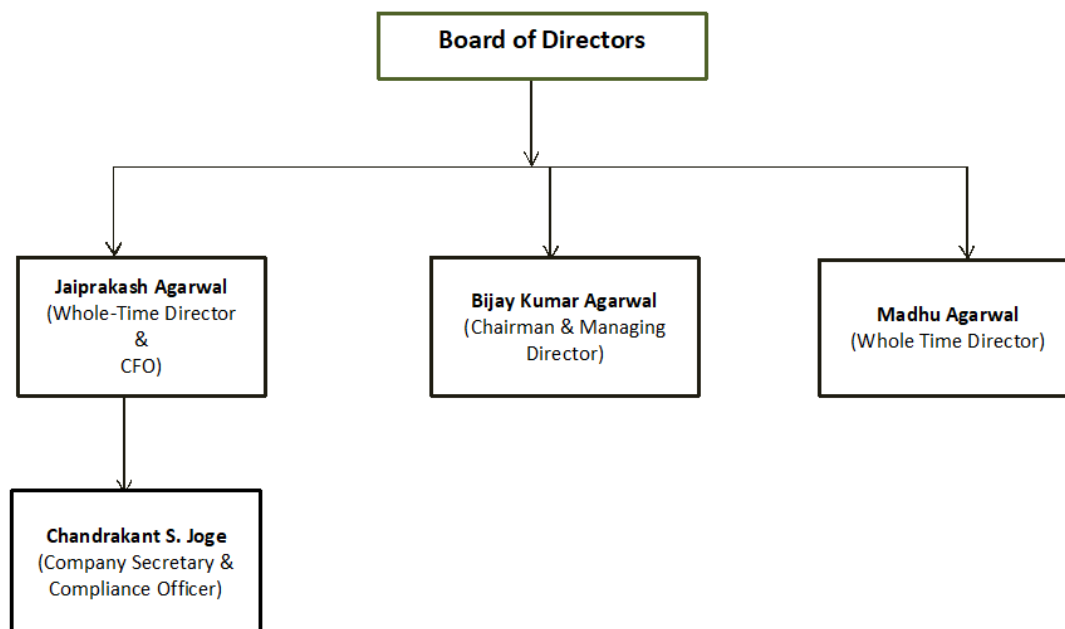 Board of Directors
Jaiprakash Agarwal
(Whole-Time Director
&
CFO)
Bijay Kumar Agarwal
(Chairman & Managing
Director)
Madhu Agarwal
(Whole Time Director)
Chandrakant S. Joge
(Company Secretary &
Compliance Officer)